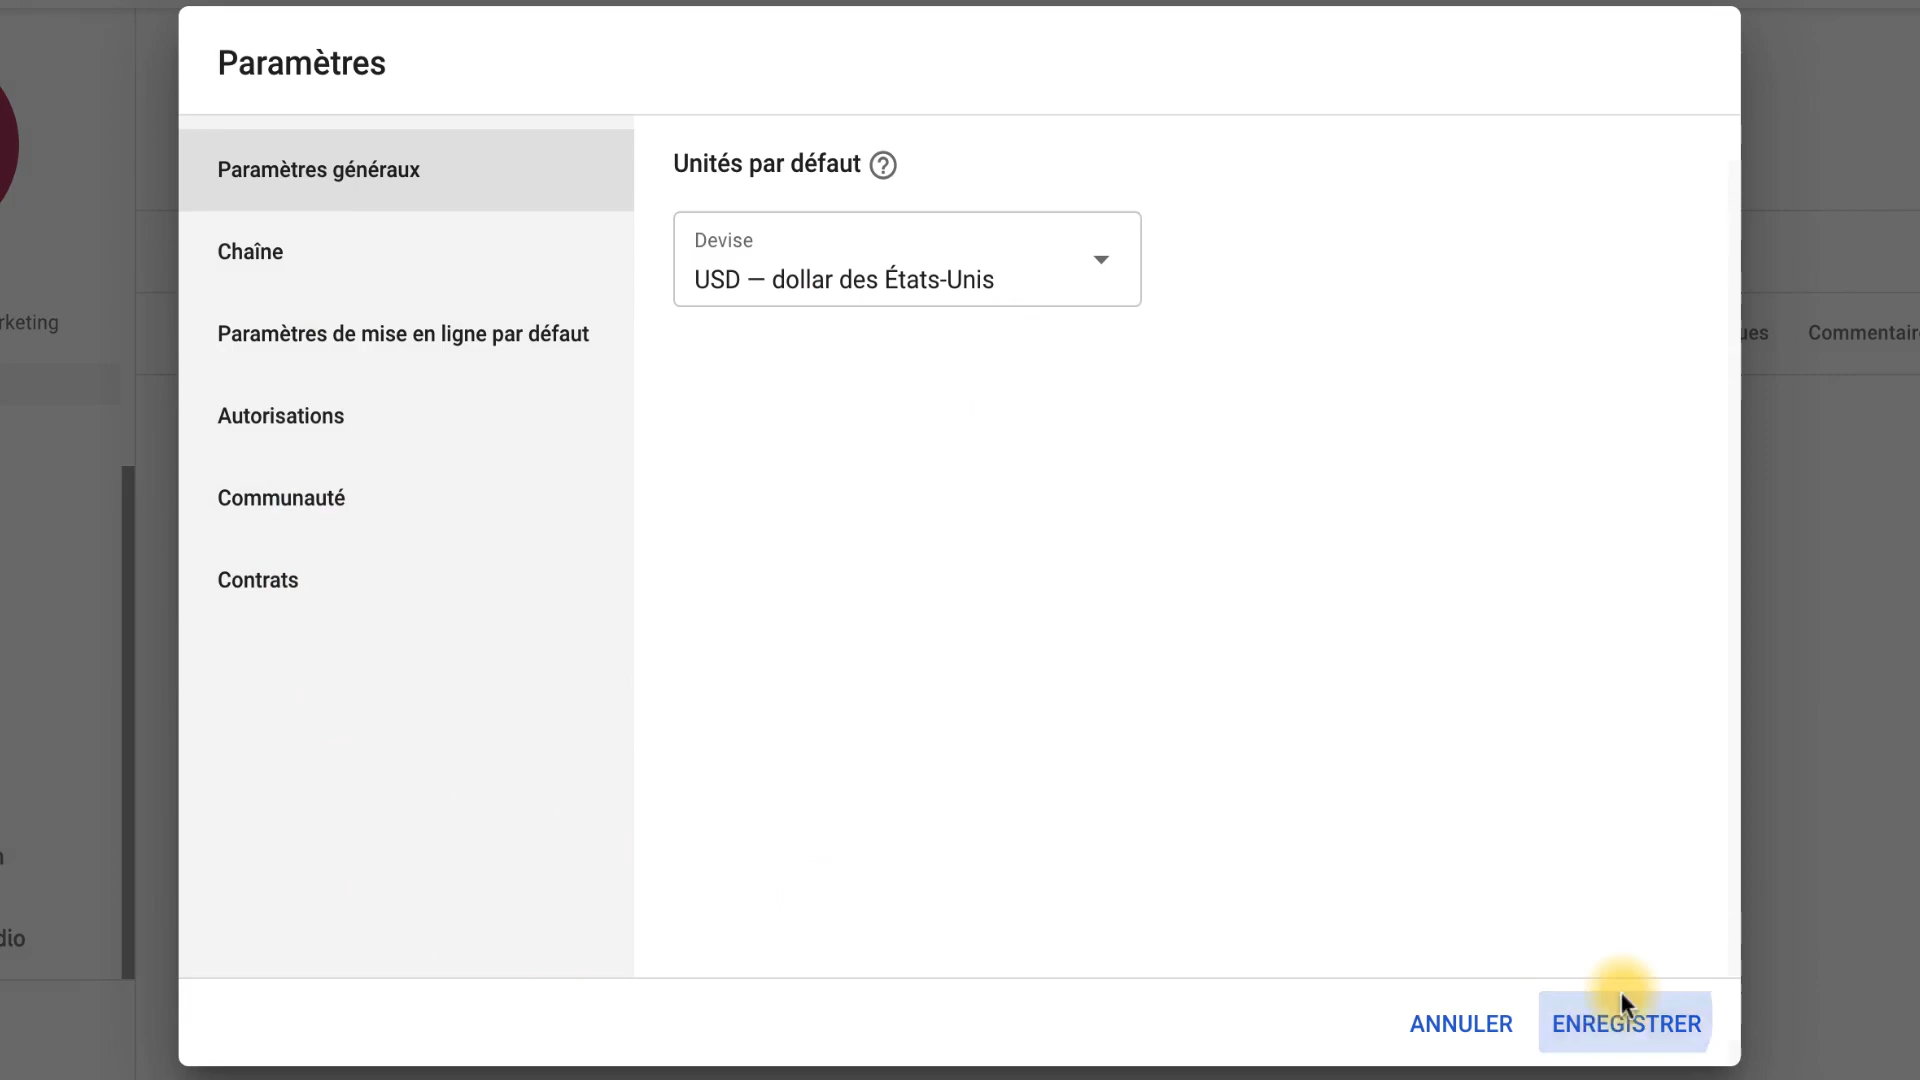 Paramètres
Paramètres généraux
Chaîne
Paramètres de mise en ligne par défaut
Autorisations
Communauté
Contrats
Unités par défaut
Devise
USD — dollar des États-Unis
ANNULER
ENREGISTRER
rketing
ues
Commentair
dio